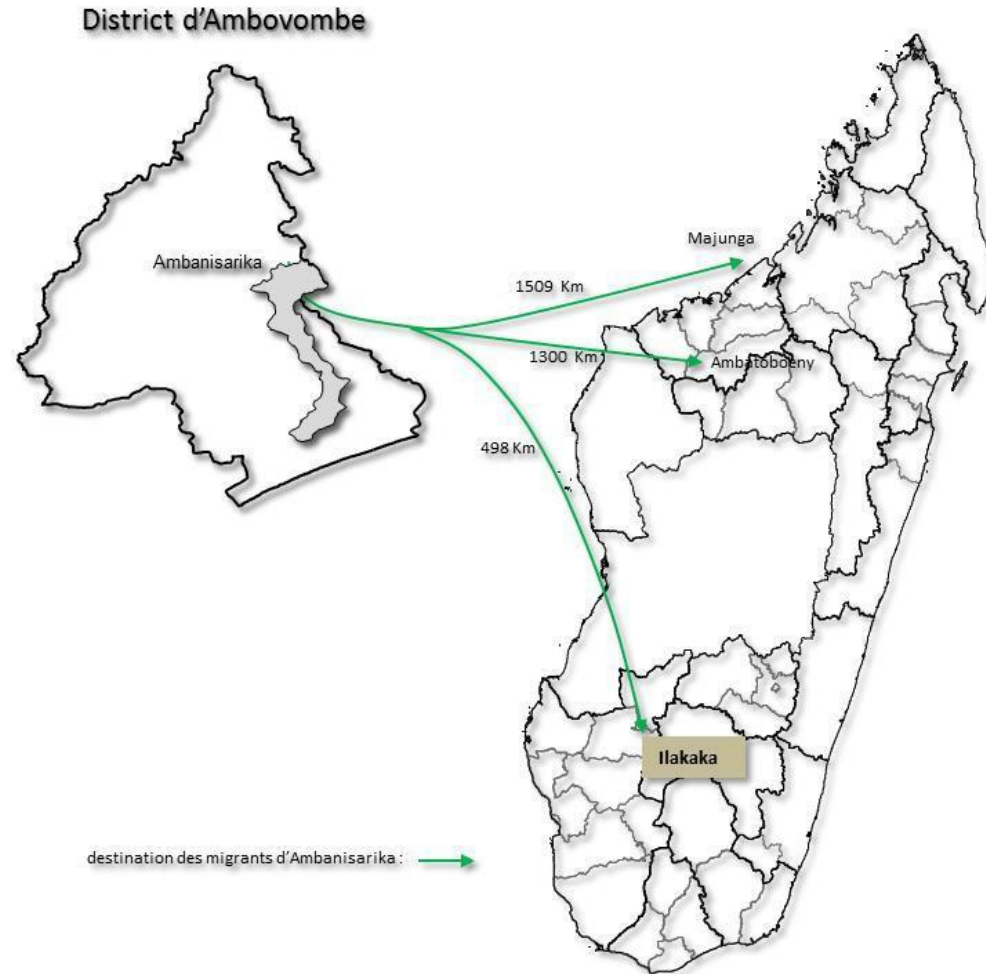 District d'Ambovombe
Ambanisarika
Majunga
1509 Km
1300 Km
Ambatoboeny
498 Km
Ilakaka
destination des migrants d'Ambanisarika :